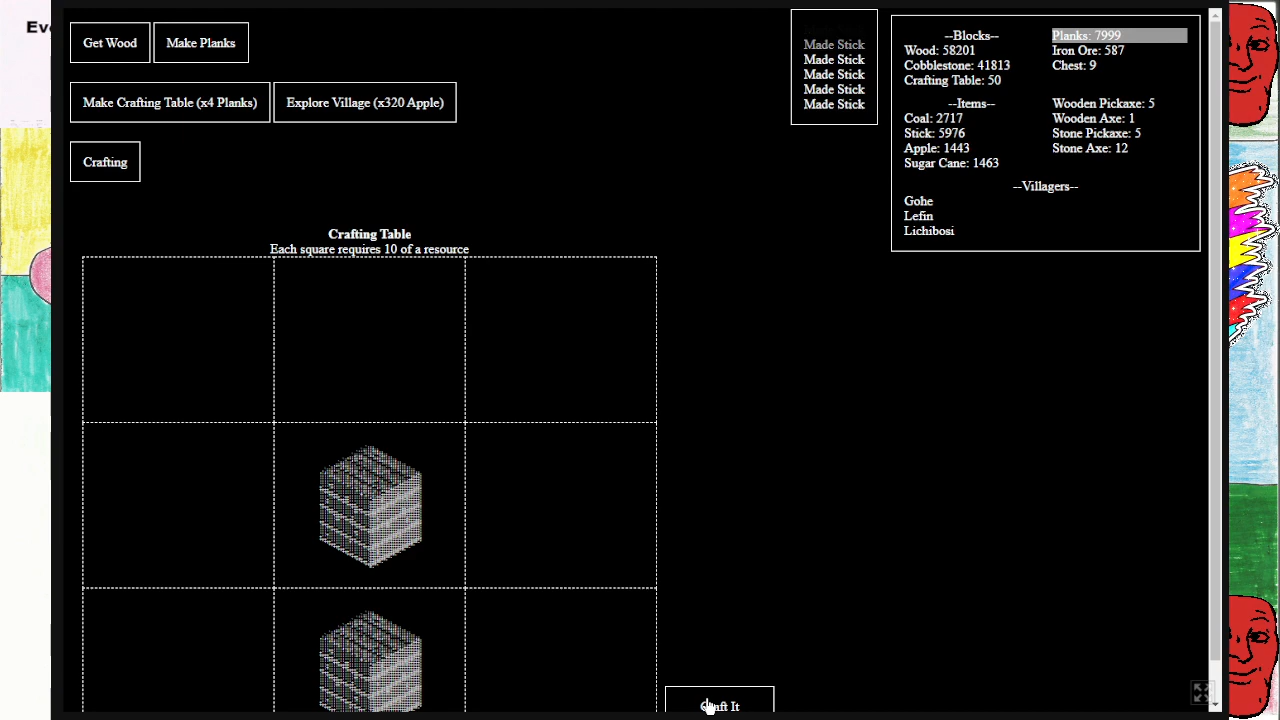 Get Wood
Make Planks
Make Crafting Table (x4 Planks)
Explore Village (x320 Apple)
Crafting
Crafting Table
Each square requires 10 of a resource
Made Stick
Made Stick
Made Stick
Made Stick
Made Stick
--Blocks--
Planks: 7999
Wood: 58201
Iron Ore: 587
Cobblestone: 41813
Chest: 9
Crafting Table: 50
--Items--
Wooden Pickaxe: 5
Coal: 2717
Wooden Axe: 1
Stick: 5976
Stone Pickaxe: 5
Apple: 1443
Stone Axe: 12
Sugar Cane: 1463
--Villagers--
Gohe
Lefin
Lichibosi